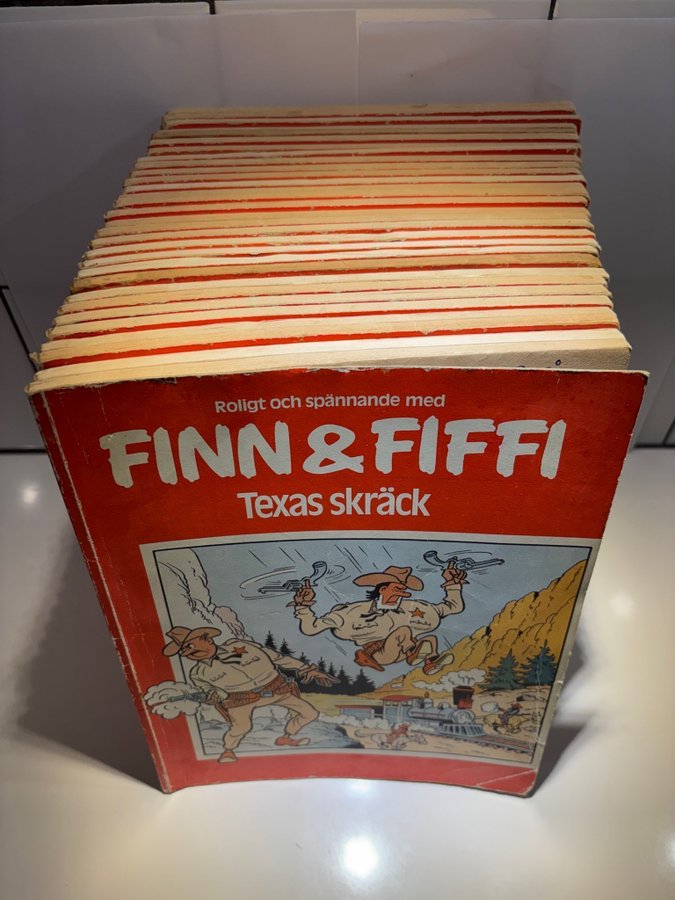 Roligt och spännande med
FINN & FIFFI
Texas skräck